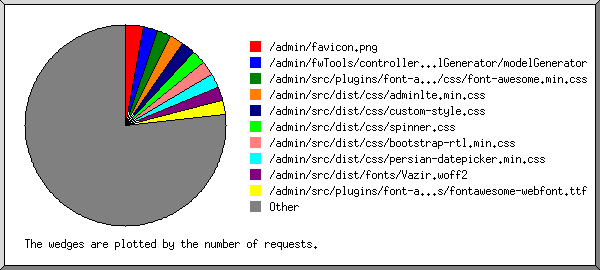 /admin/favicon.png
/admin/fwTools/controller...lGenerator/modelGenerator
/admin/src/plugins/font-a.../css/font-awesome.min.css
/admin/src/dist/css/adminlte.min.css
/admin/src/dist/css/custom-style.css
/admin/src/dist/css/spinner.css
/admin/src/dist/css/bootstrap-rtl.min.css
/admin/src/dist/css/persian-datepicker.min.css
/admin/src/dist/fonts/Vazir.woff2
/admin/src/plugins/font-a...s/fontawesome-webfont.ttf
Other
The wedges are plotted by the number of requests.